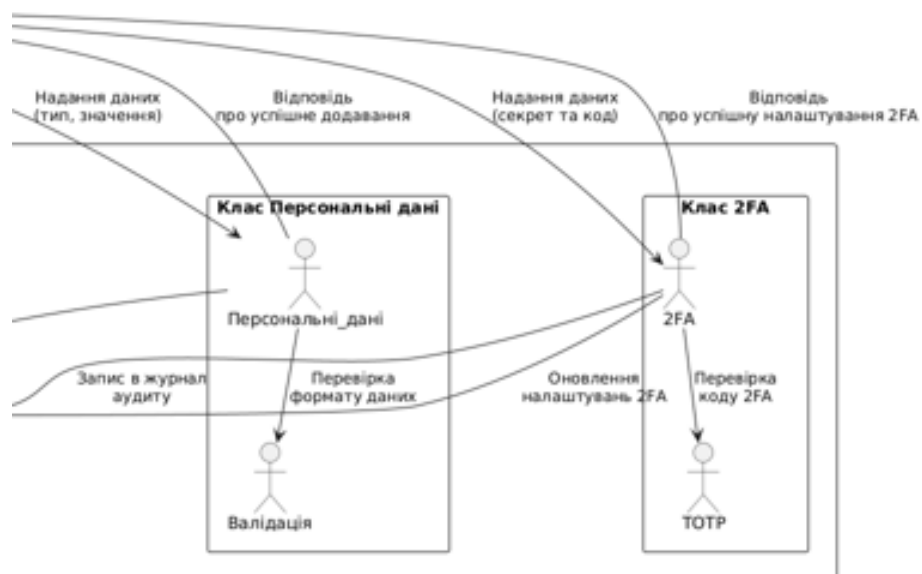 Надання даних
(тип, значення)
Відповідь
про успішне додавання
Надання даних
(секрет та код)
Відповідь
про успішну налаштування 2FA
Клас Персональні дані
Клас 2FA
Персональні_дані
2FA
Запис в журнал
аудиту
Перевірка
формату даних
Оновлення
налаштувань 2FA
Перевірка
коду 2FA
Валідація
TOTP